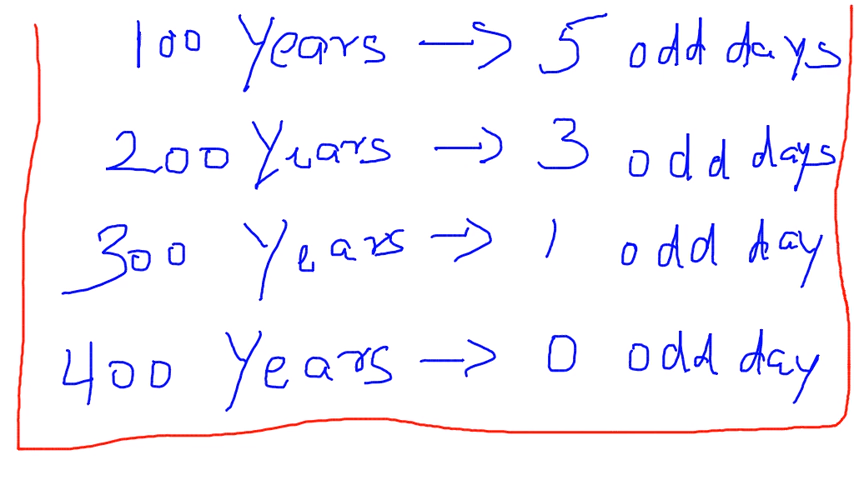 100 Years → 5 odd days
200 Years → 3 odd days
300 Years → 1 odd day
400 Years → 0 odd day